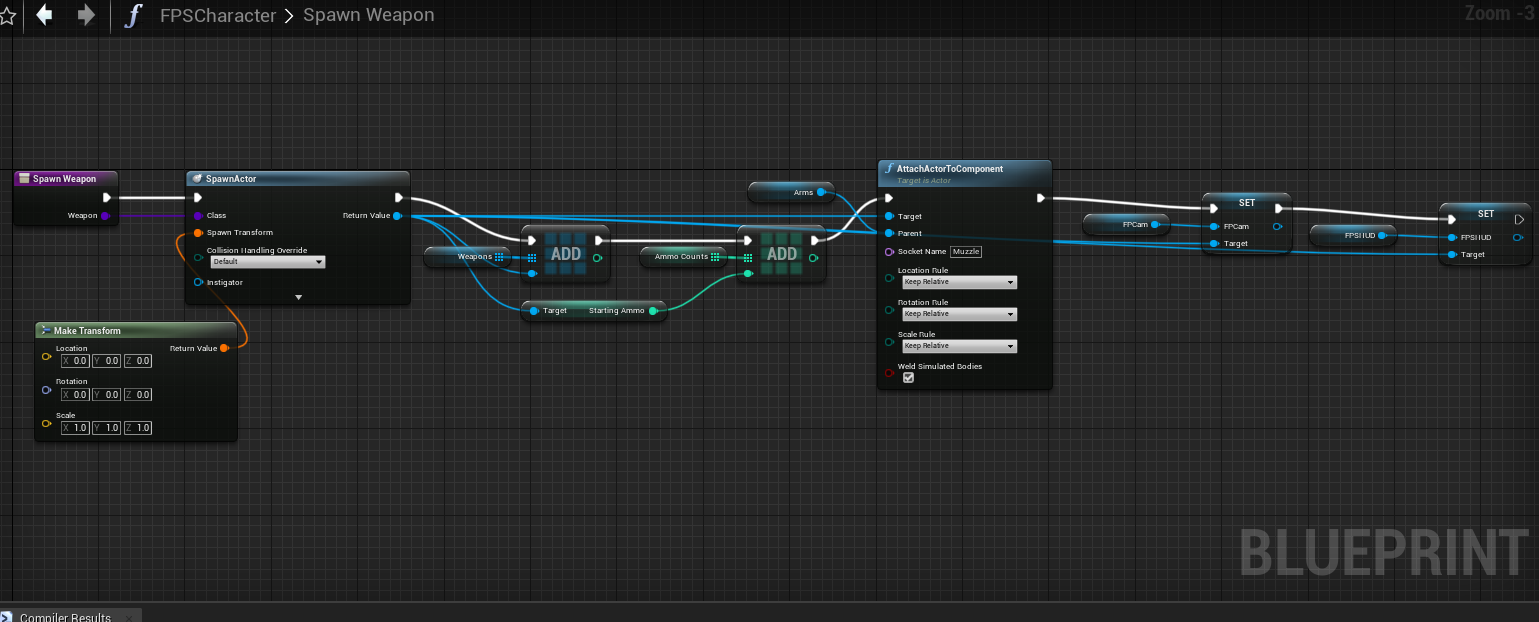 FPSCharacter > Spawn Weapon
Zoom -3
Spawn Weapon
Weapon
SpawnActor
Class
Return Value
Spawn Transform
Collision Handling Override
Default
Instigator
Make Transform
Location
Return Value
X 0.0 Y 0.0 Z 0.0
Rotation
X 0.0 Y 0.0 Z 0.0
Scale
X 1.0 Y 1.0 Z 1.0
Weapons
ADD
Target Starting Ammo
Ammo Counts
ADD
Arms
AttachActorToComponent
Target is Actor
Target
Parent
Socket Name Muzzle
Location Rule
Keep Relative
Rotation Rule
Keep Relative
Scale Rule
Keep Relative
Weld Simulated Bodies
FPCam
SET
FPCam
Target
FPSHUD
SET
FPSHUD
Target
BLUEPRINT
Compiler Results